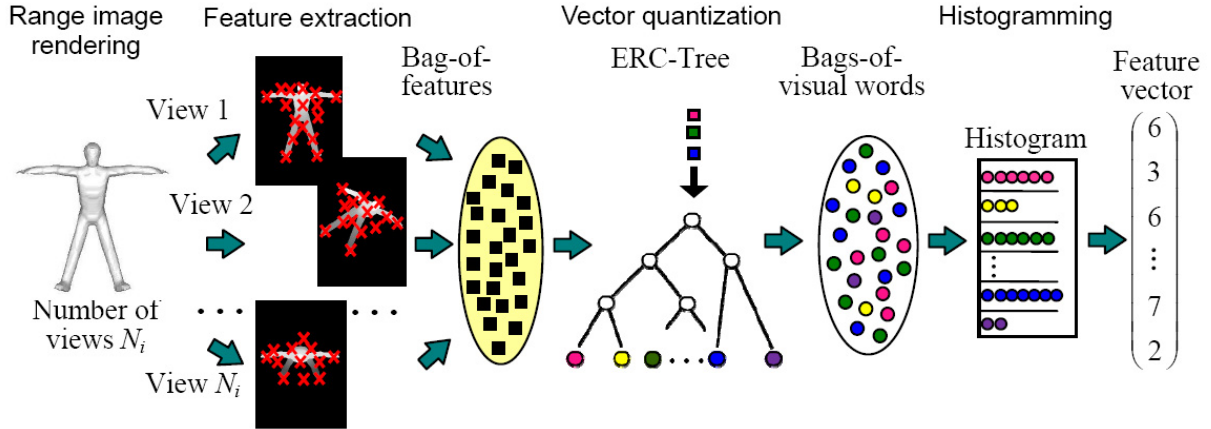 Range image
rendering
Feature extraction
Vector quantization
Histogramming
View 1
View 2
Number of
views Nᵢ
. . . . .
. . .
View Nᵢ
Bag-of-
features
ERC-Tree
. . . .
Bags-of-
visual words
Histogram
⋮
Feature
vector
6
3
6
⋮
7
2